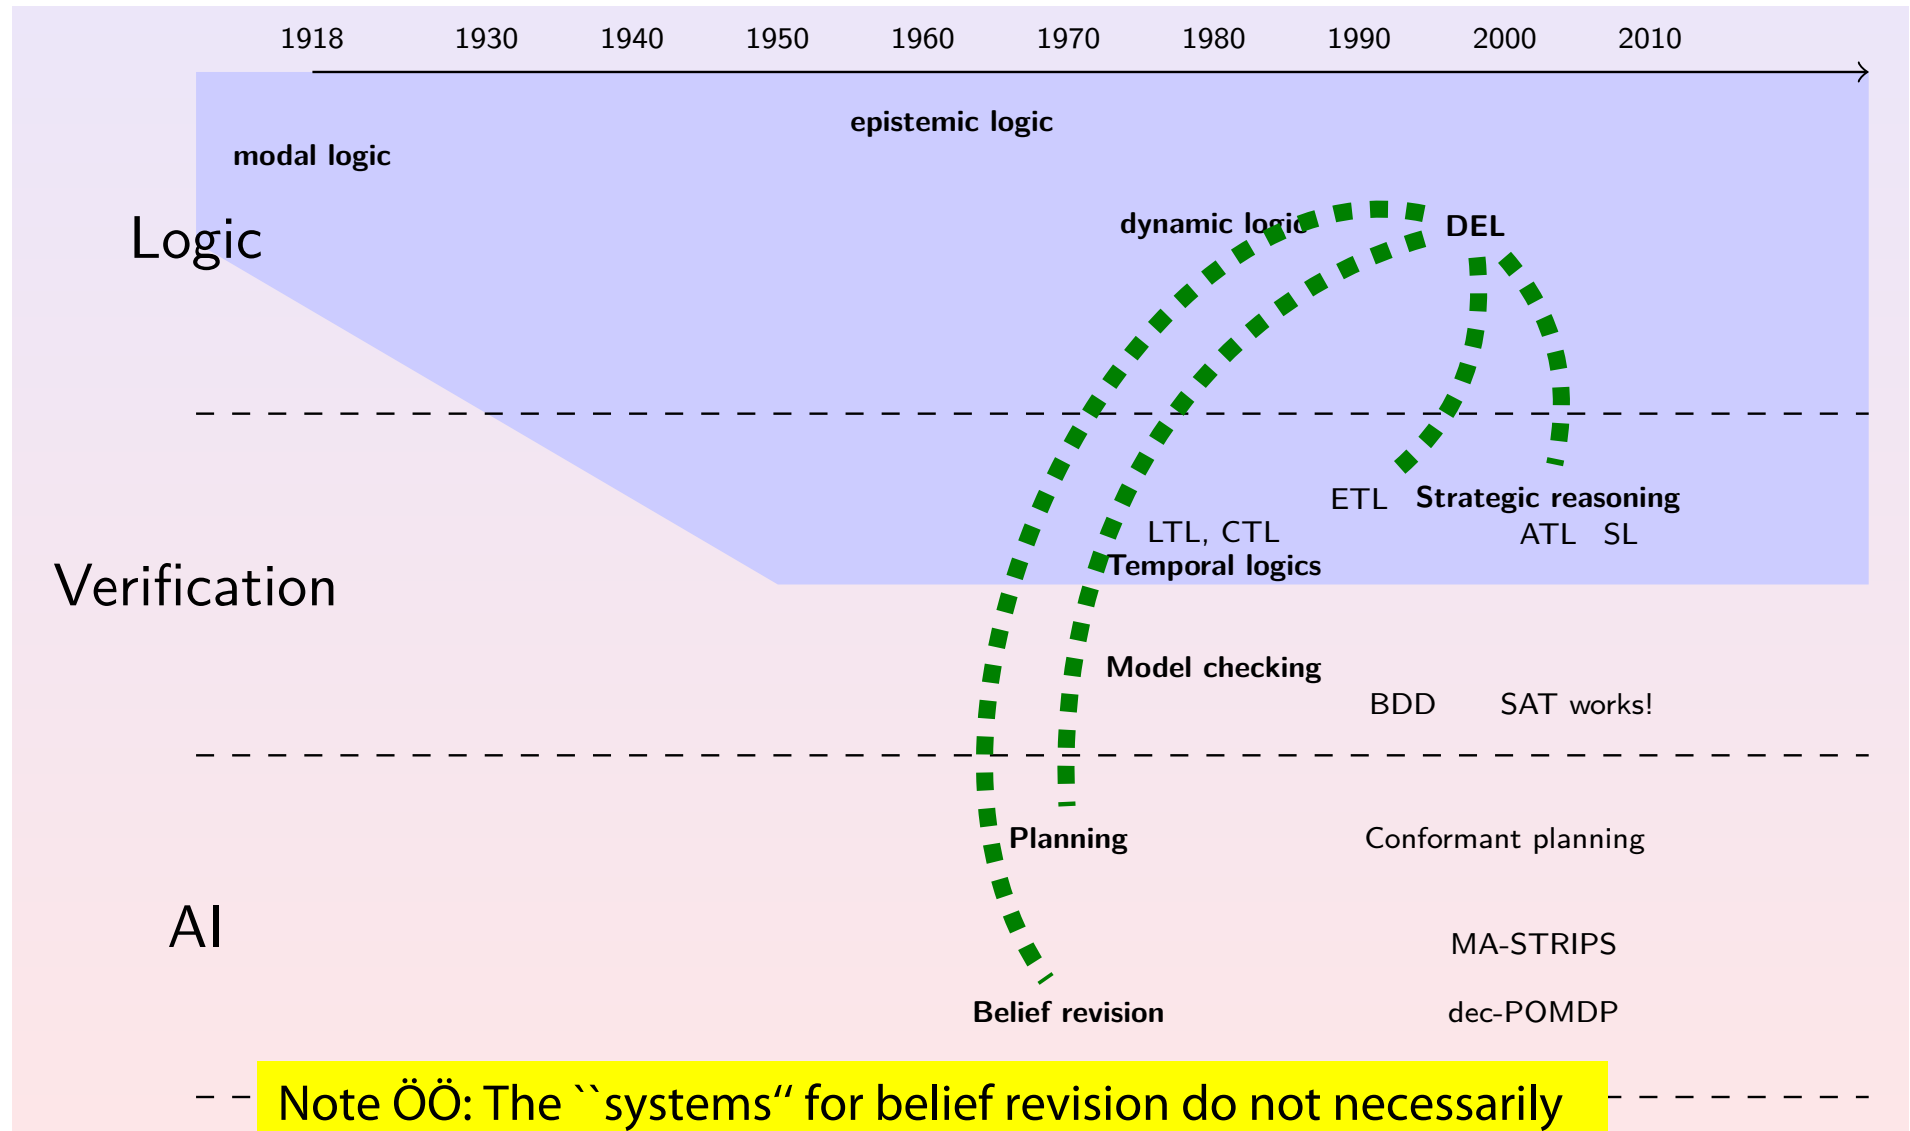 1918 1930 1940 1950 1960 1970 1980 1990 2000 2010
epistemic logic
modal logic
Logic
dynamic logic DEL
ETL Strategic reasoning
LTL, CTL ATL SL
Temporal logics
Verification
Model checking
BDD SAT works!
Planning Conformant planning
AI
MA-STRIPS
Belief revision dec-POMDP
Note ÖÖ: The ``systems“ for belief revision do not necessarily